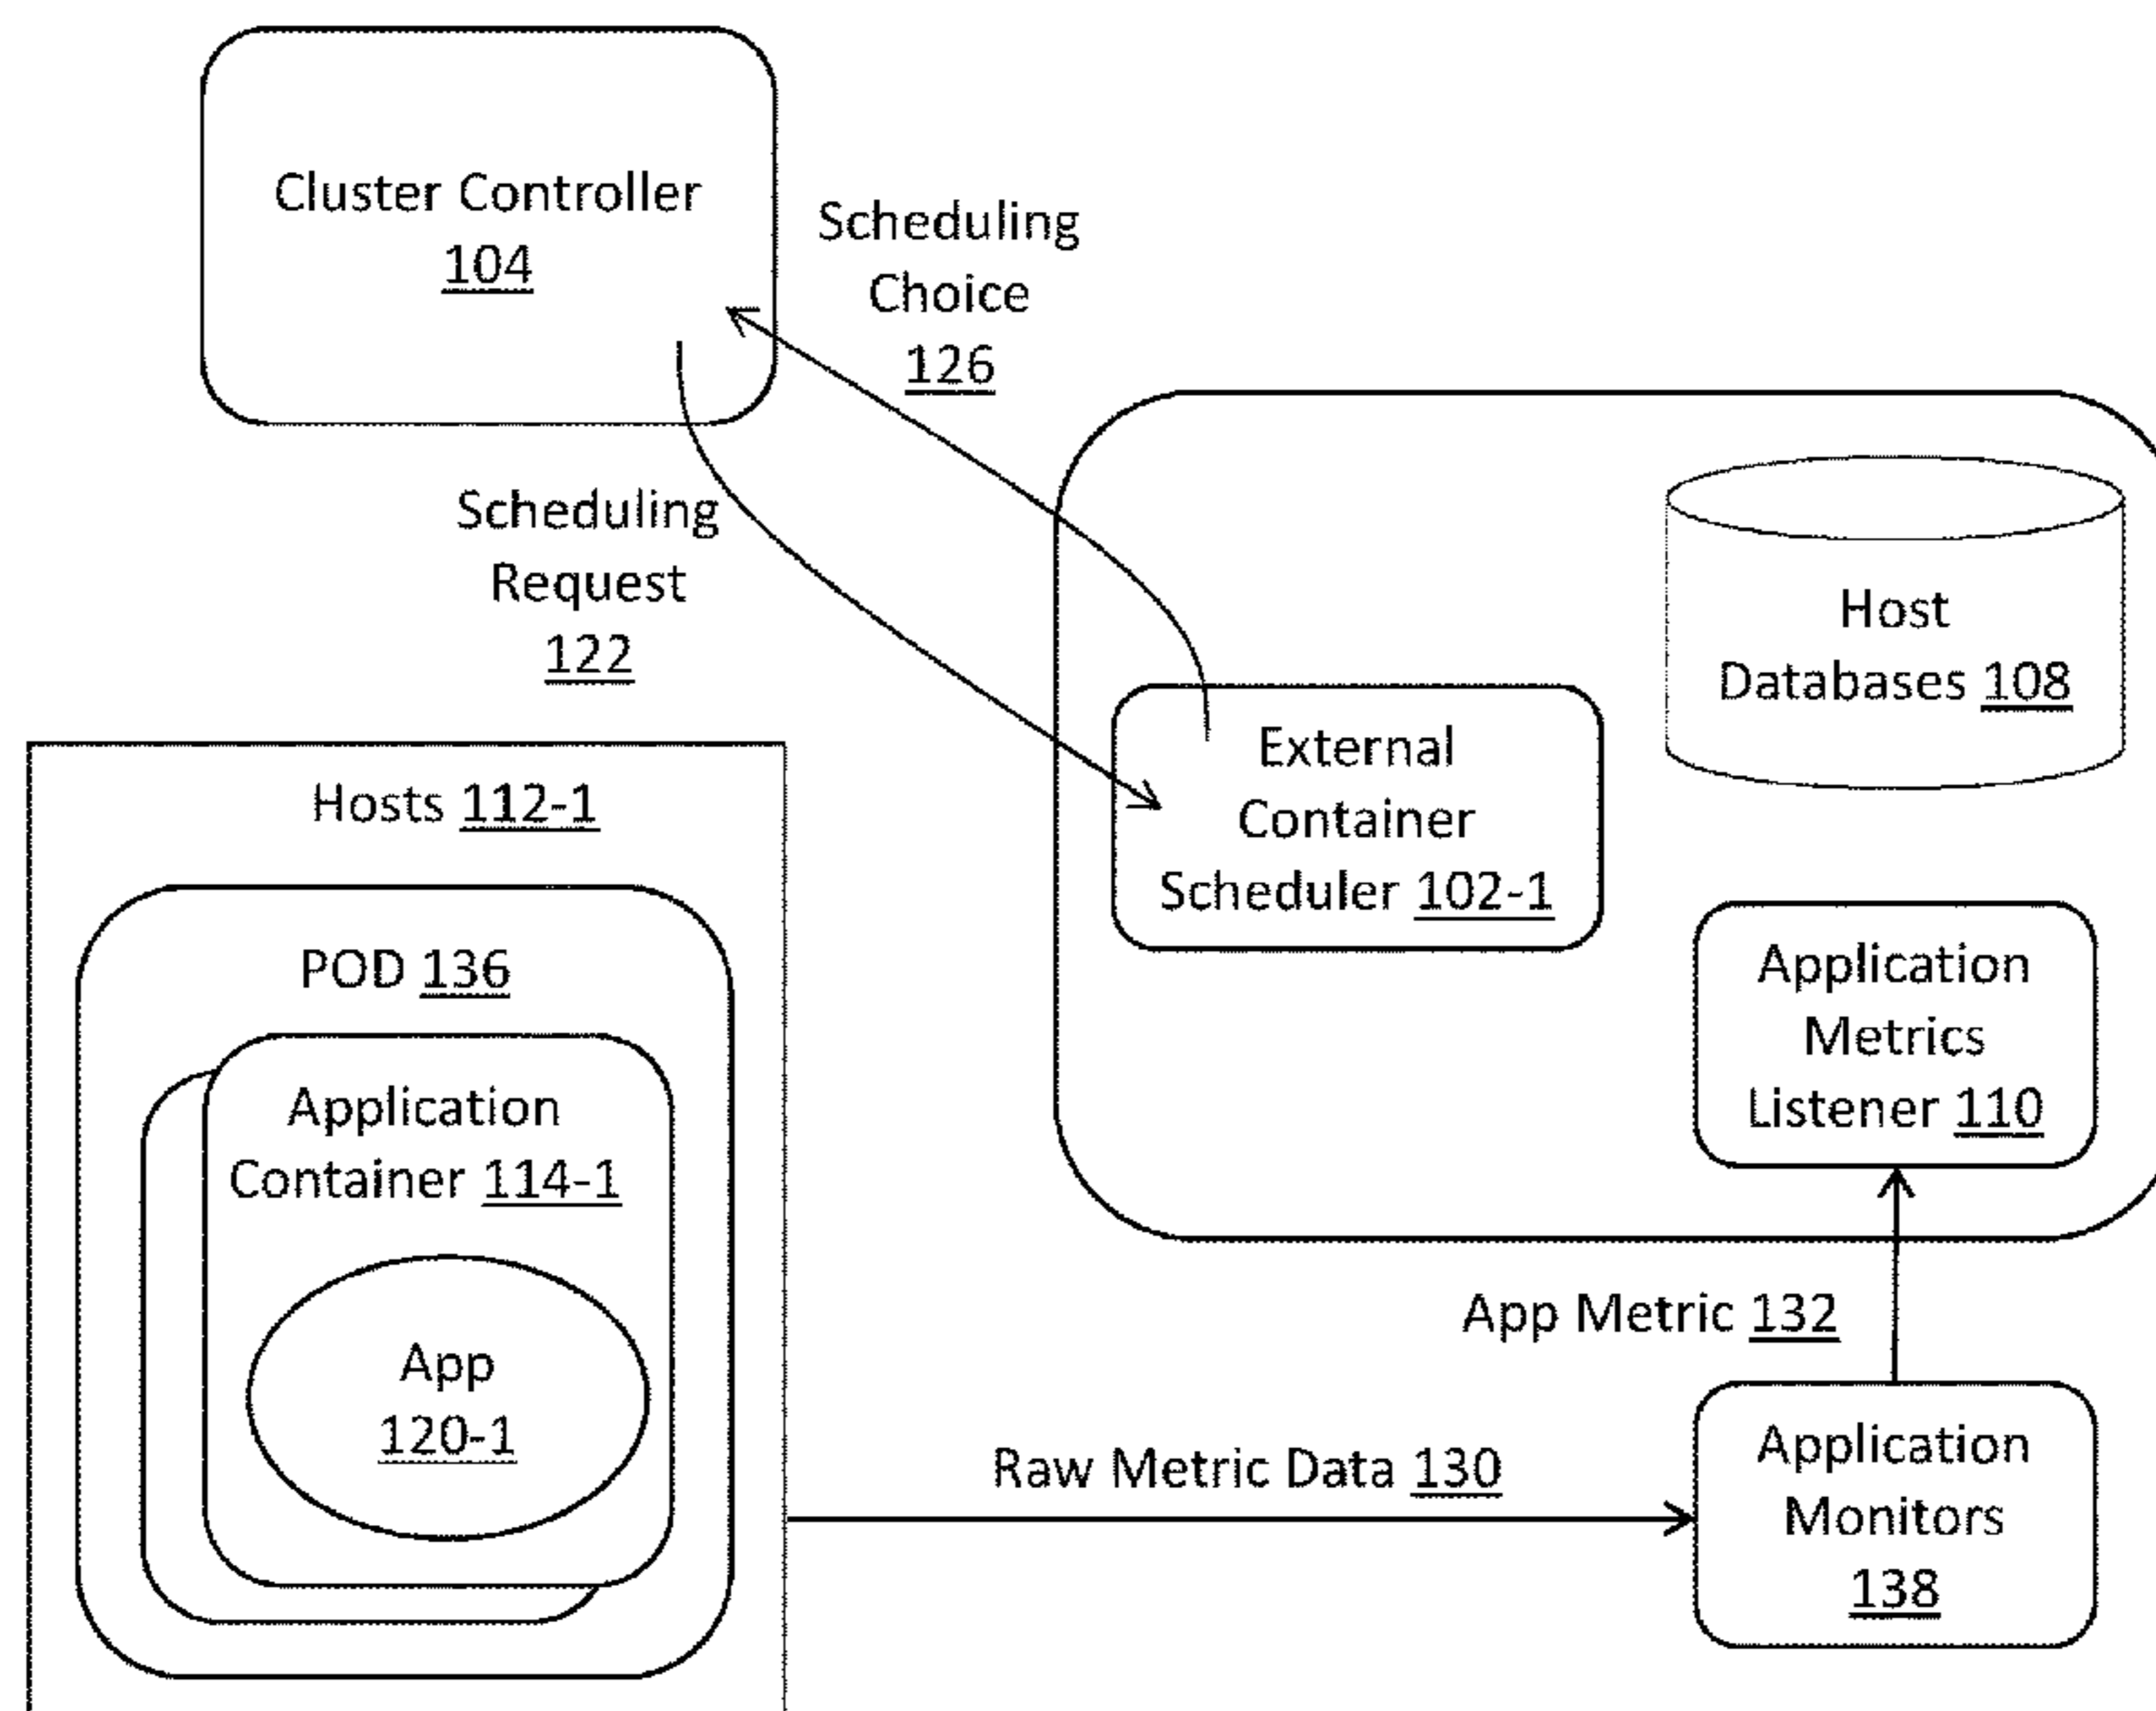 Cluster Controller
104
Scheduling
Choice
126
Scheduling
Request
122
Host
Databases 108
External
Container
Scheduler 102-1
Hosts 112-1
POD 136
Application
Container 114-1
App
120-1
Application
Metrics
Listener 110
App Metric 132
Raw Metric Data 130
Application
Monitors
138